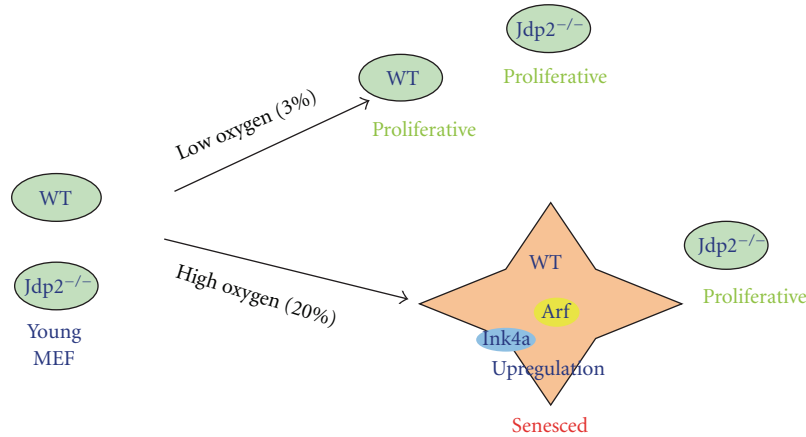 Jdp2⁻/⁻
WT
Proliferative
Proliferative
Low oxygen (3%)
WT
Jdp2⁻/⁻
Young
MEF
High oxygen (20%)
WT
Arf
Ink4a
Upregulation
Senesced
Jdp2⁻/⁻
Proliferative